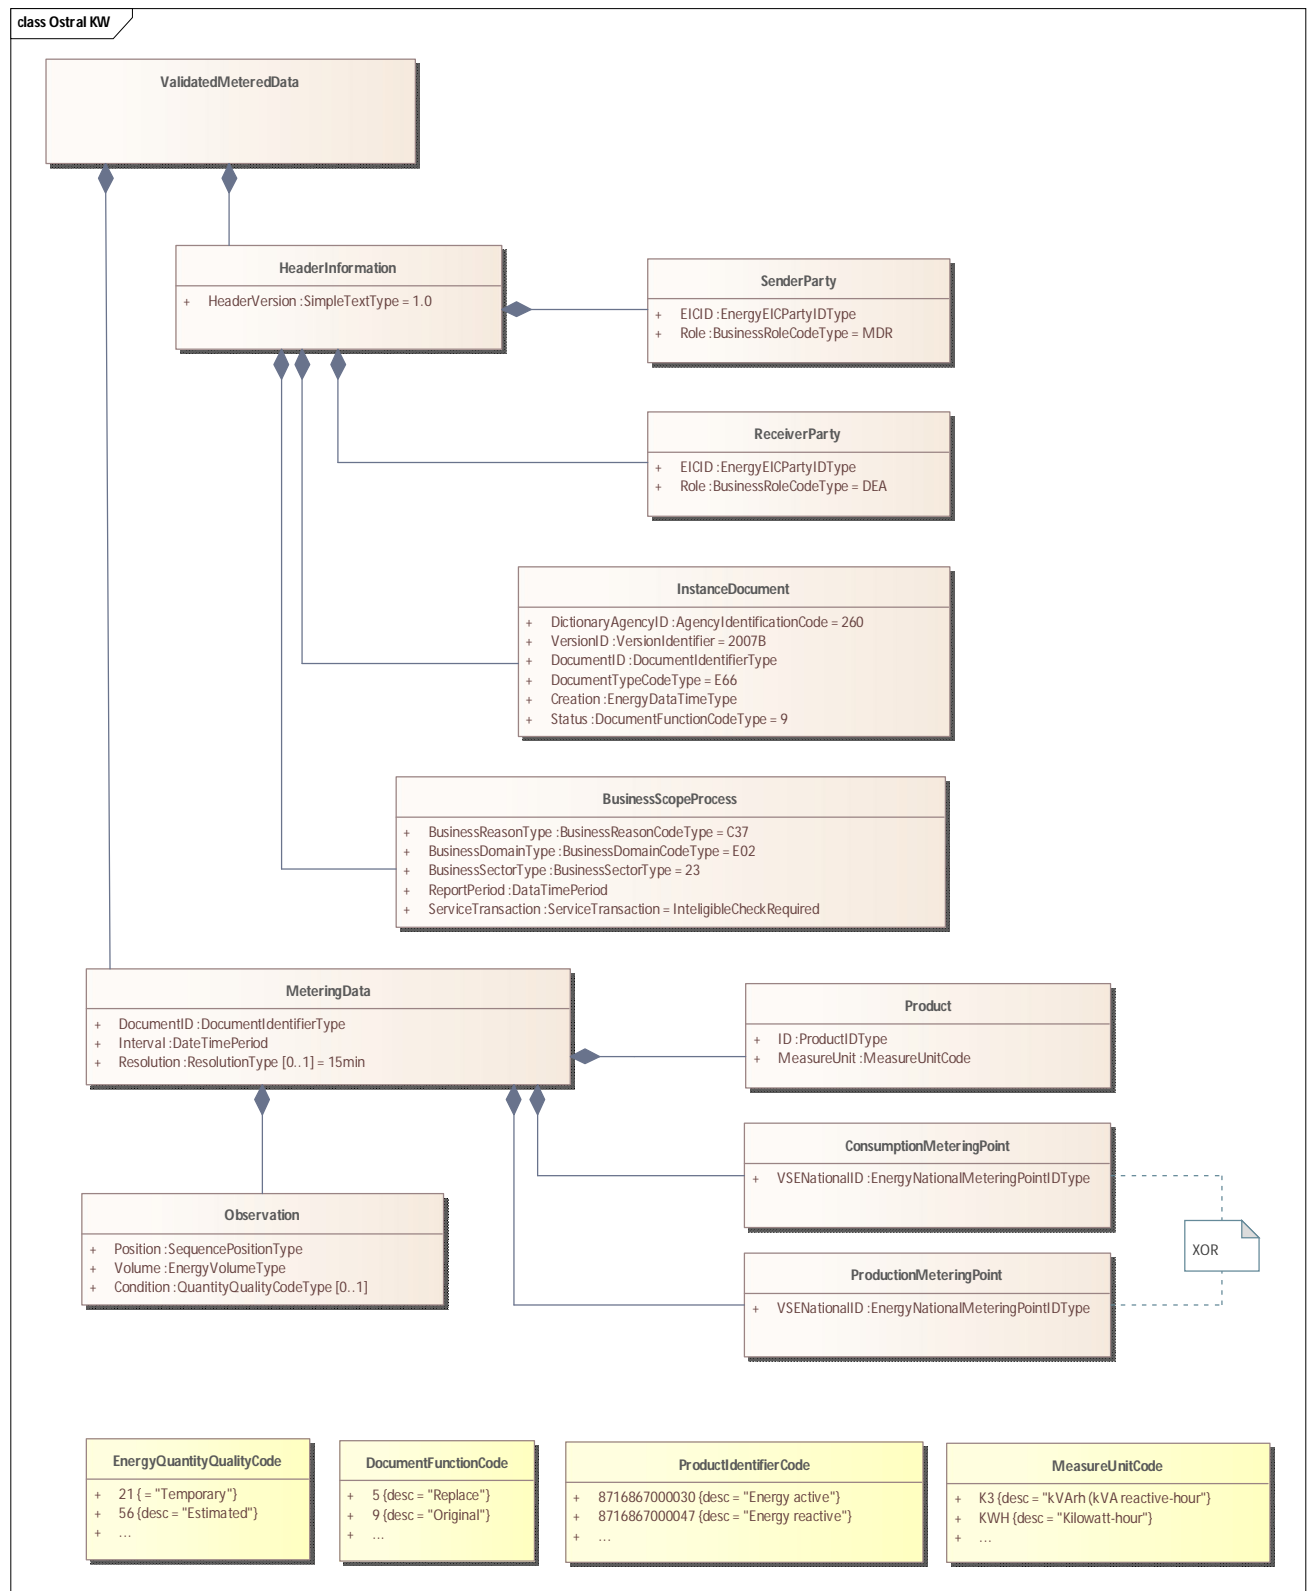 class Ostral KW
ValidatedMeteredData
HeaderInformation
+ HeaderVersion :SimpleTextType = 1.0
SenderParty
+ EICID :EnergyEICPartyIDType
+ Role :BusinessRoleCodeType = MDR
ReceiverParty
+ EICID :EnergyEICPartyIDType
+ Role :BusinessRoleCodeType = DEA
InstanceDocument
+ DictionaryAgencyID :AgencyIdentificationCode = 260
+ VersionID :VersionIdentifier = 2007B
+ DocumentID :DocumentIdentifierType
+ DocumentTypeCodeType = E66
+ Creation :EnergyDataTimeType
+ Status :DocumentFunctionCodeType = 9
BusinessScopeProcess
+ BusinessReasonType :BusinessReasonCodeType = C37
+ BusinessDomainType :BusinessDomainCodeType = E02
+ BusinessSectorType :BusinessSectorType = 23
+ ReportPeriod :DataTimePeriod
+ ServiceTransaction :ServiceTransaction = InteligibleCheckRequired
MeteringData
+ DocumentID :DocumentIdentifierType
+ Interval :DateTimePeriod
+ Resolution :ResolutionType [0..1] = 15min
Product
+ ID :ProductIDType
+ MeasureUnit :MeasureUnitCode
ConsumptionMeteringPoint
+ VSENationalID :EnergyNationalMeteringPointIDType
Observation
+ Position :SequencePositionType
+ Volume :EnergyVolumeType
+ Condition :QuantityQualityCodeType [0..1]
XOR
ProductionMeteringPoint
+ VSENationalID :EnergyNationalMeteringPointIDType
EnergyQuantityQualityCode
+ 21 { = "Temporary"}
+ 56 {desc = "Estimated"}
+ ...
DocumentFunctionCode
+ 5 {desc = "Replace"}
+ 9 {desc = "Original"}
+ ...
ProductIdentifierCode
+ 8716867000030 {desc = "Energy active"}
+ 8716867000047 {desc = "Energy reactive"}
+ ...
MeasureUnitCode
+ K3 {desc = "kVArh (kVA reactive-hour"}
+ KWH {desc = "Kilowatt-hour"}
+ ...